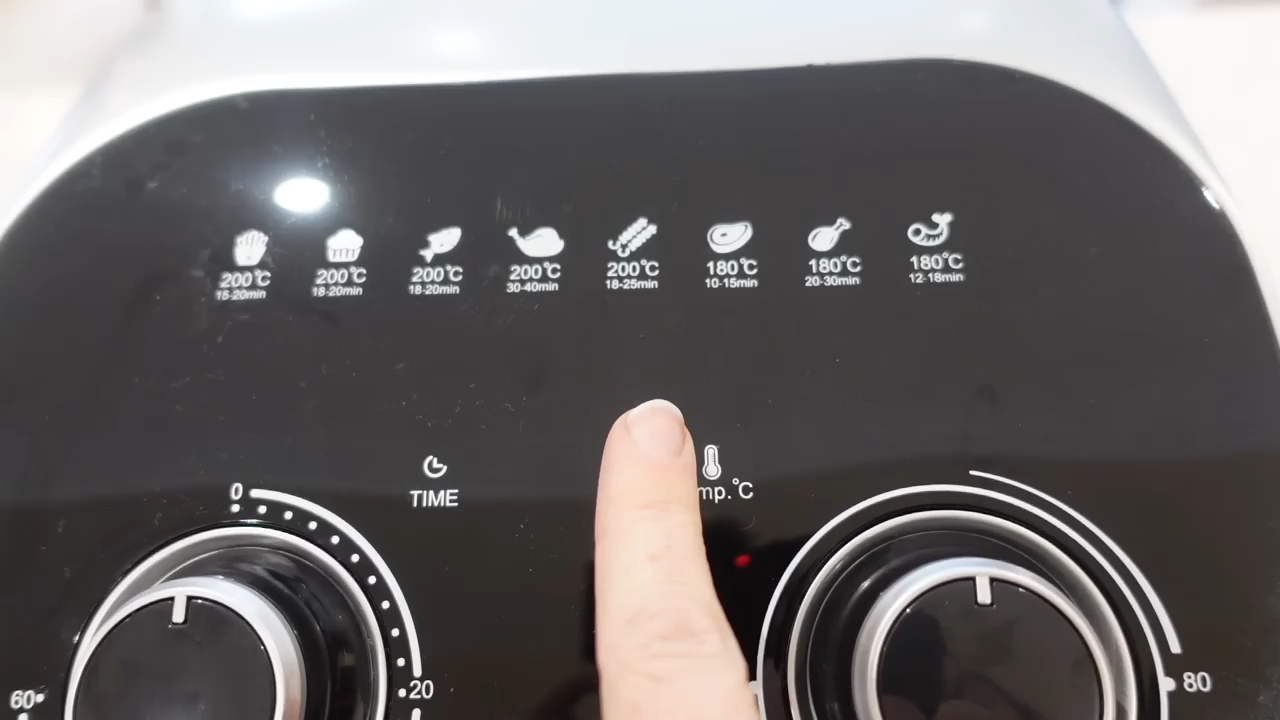 200℃ 200℃ 200℃ 200℃ 200℃ 180℃ 180℃ 180℃
15-20min 18-20min 18-20min 30-40min 18-25min 10-15min 20-30min 12-18min
TIME
mp.℃
0
20
60
80